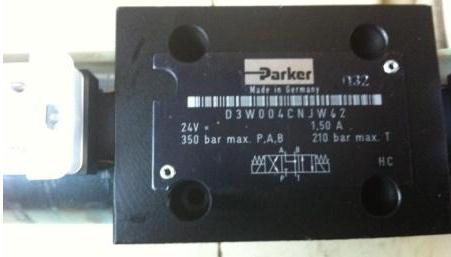 Parker 032
Made in Germany
D3W004CNJW42
24V = 1,50 A
350 bar max. P,A,B 210 bar max. T
A B
P T
HC